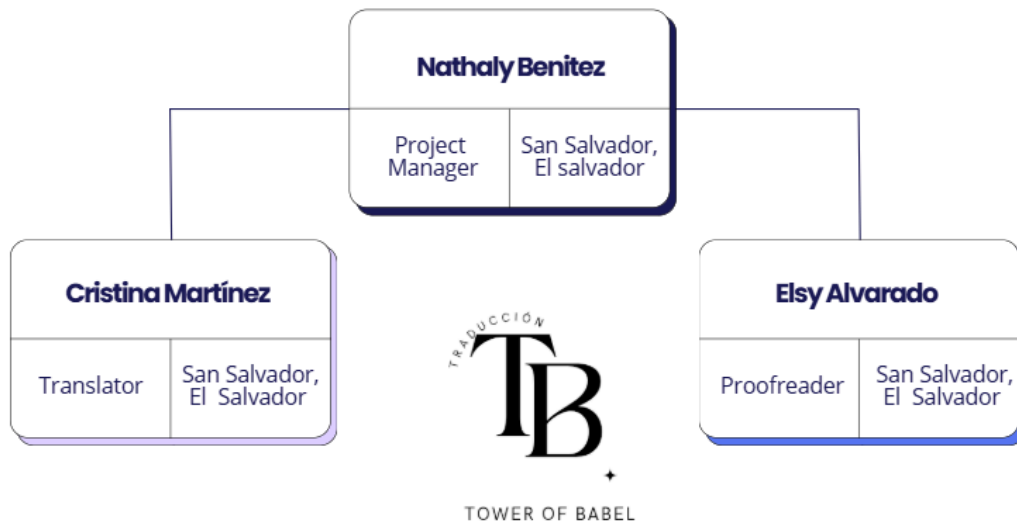 Nathaly Benitez
Project
Manager
San Salvador,
El salvador
Cristina Martínez
Translator
San Salvador,
El Salvador
Elsy Alvarado
Proofreader
San Salvador,
El Salvador
TRADUCCIÓN
TB
TOWER OF BABEL